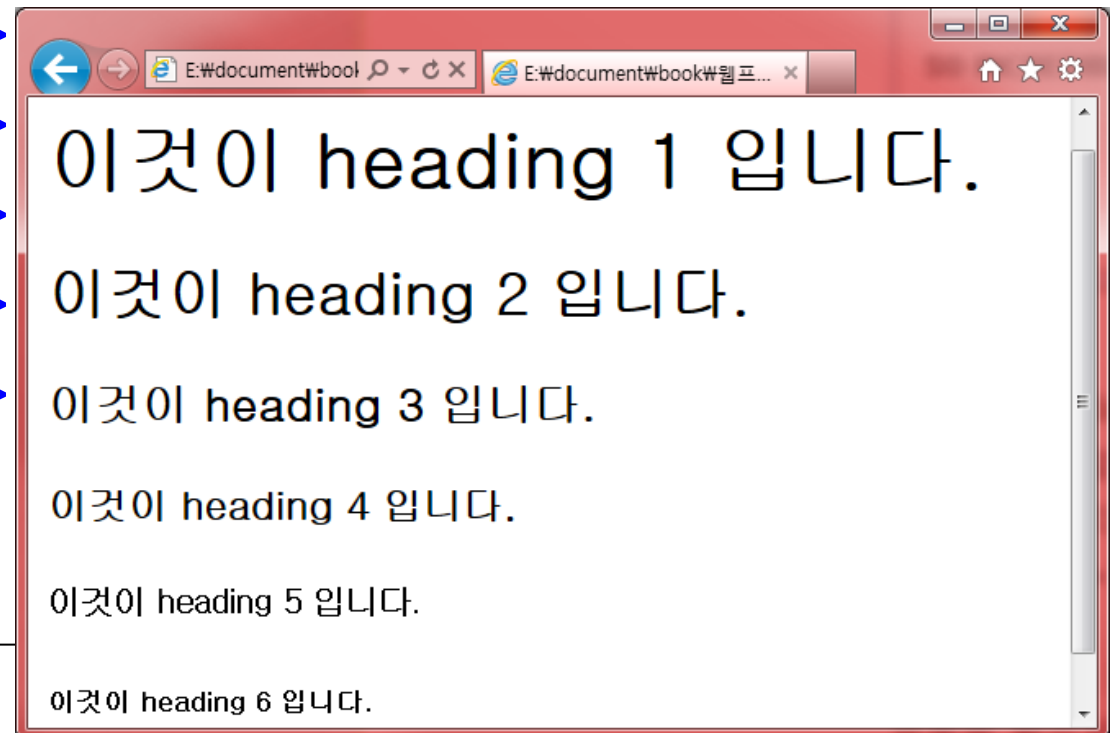 E:₩document₩book
E:₩document₩book₩웹프...
이것이 heading 1 입니다.
이것이 heading 2 입니다.
이것이 heading 3 입니다.
이것이 heading 4 입니다.
이것이 heading 5 입니다.
이것이 heading 6 입니다.